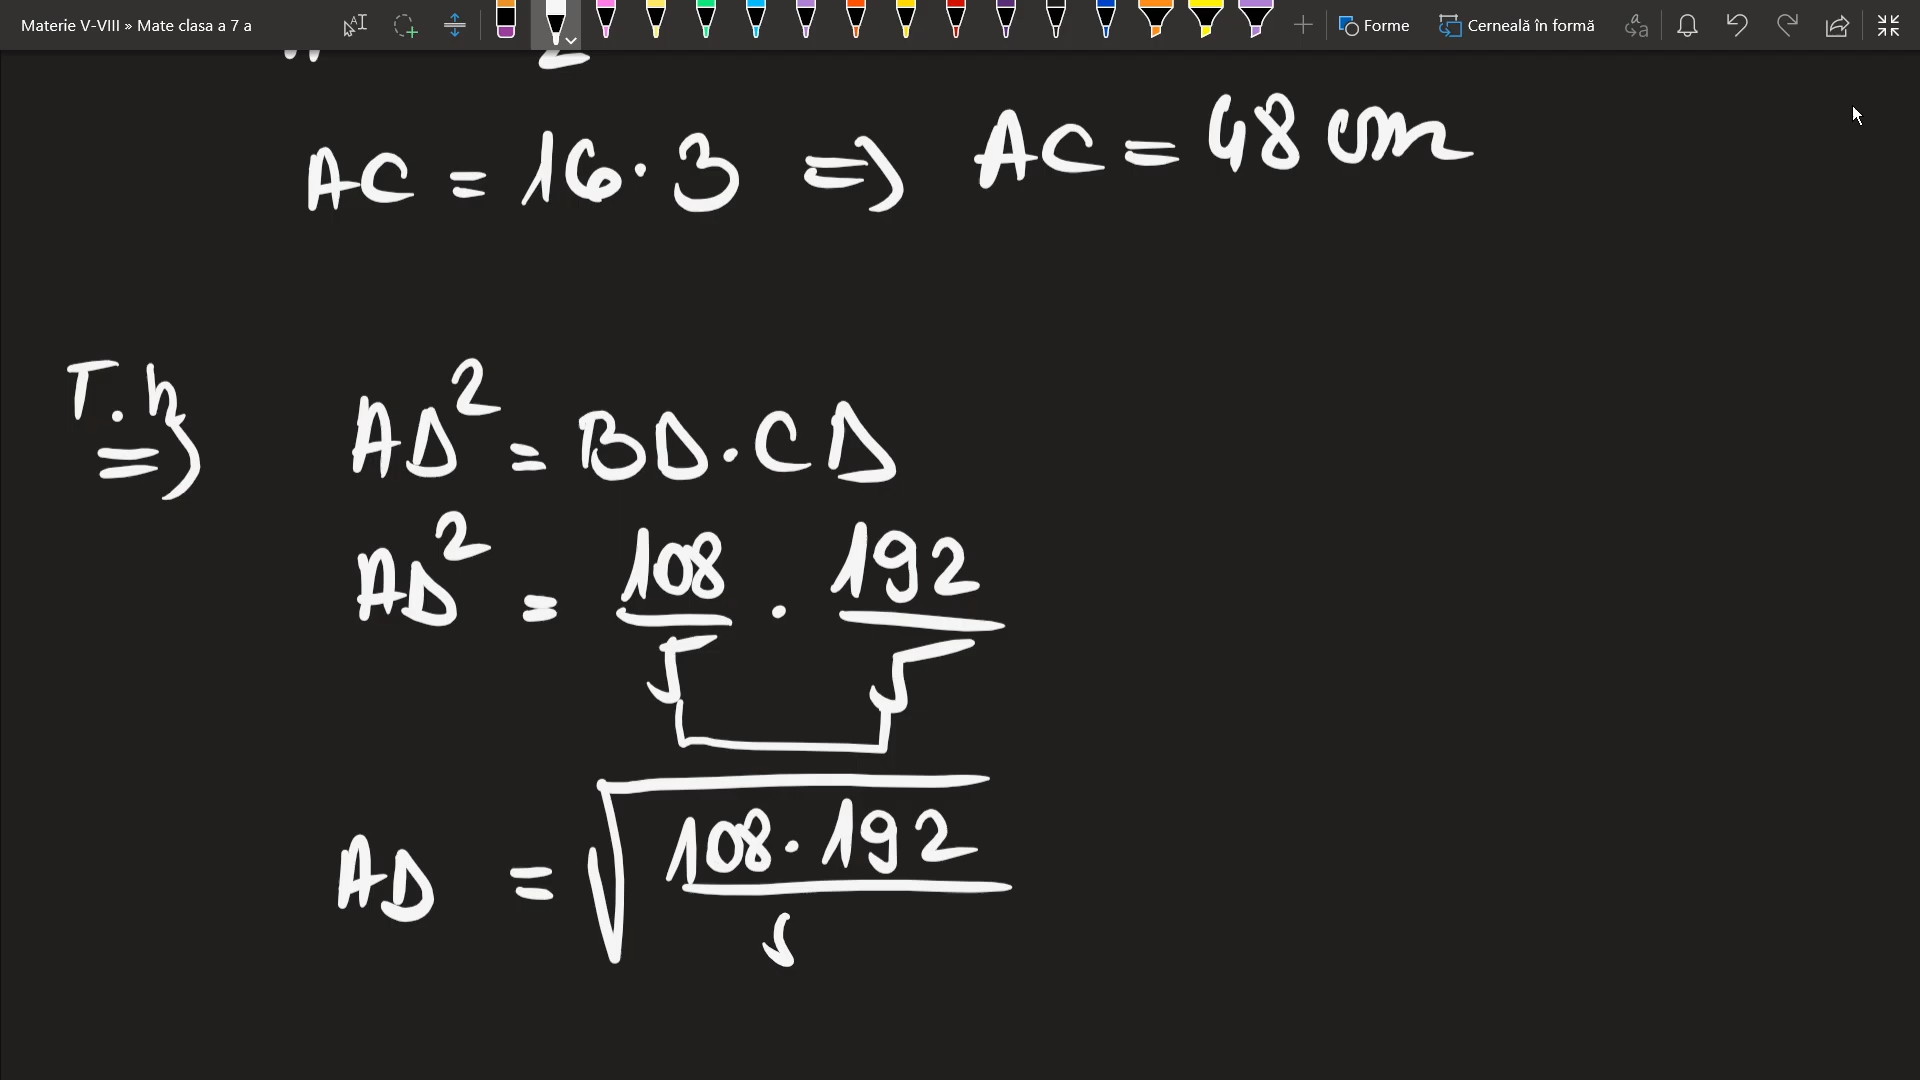 Materie V-VIII » Mate clasa a 7 a
Forme
Cerneală în formă
AC = 16 · 3 => AC = 48 cm
T.h => AD² = BD · CD
AD² = 108/5 · 192/5
AD = √(108 · 192